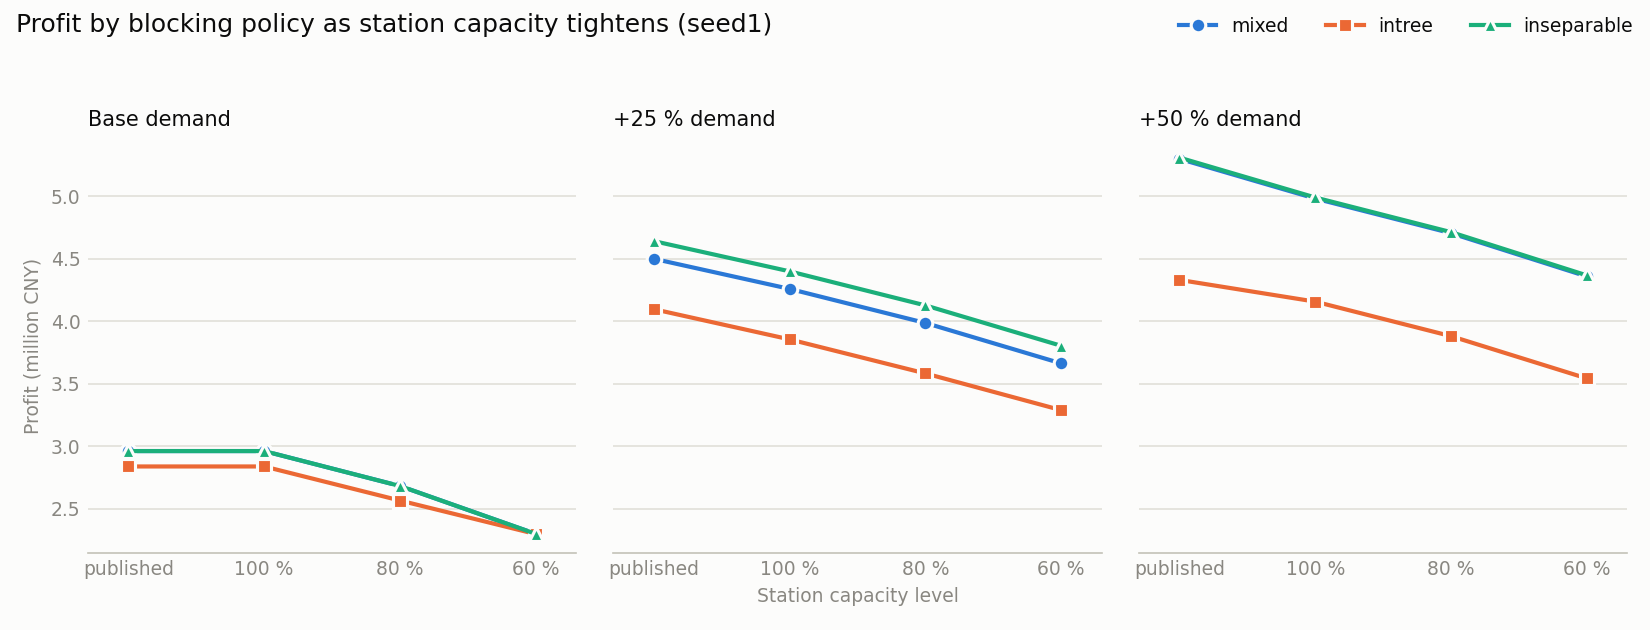 Profit by blocking policy as station capacity tightens (seed1)
mixed
intree
inseparable
Base demand
+25 % demand
+50 % demand
Profit (million CNY)
5.0
4.5
4.0
3.5
3.0
2.5
published 100 % 80 % 60 %
published 100 % 80 % 60 %
published 100 % 80 % 60 %
Station capacity level